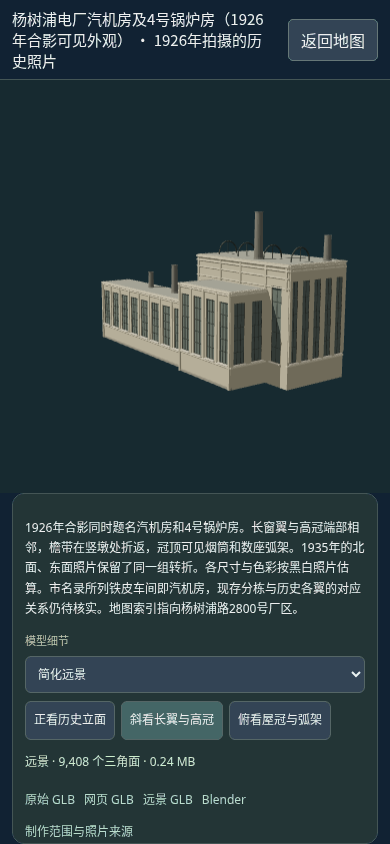 杨树浦电厂汽机房及4号锅炉房（1926
年合影可见外观） · 1926年拍摄的历
史照片
返回地图
1926年合影同时题名汽机房和4号锅炉房。长窗翼与高冠端部相
邻，檐带在竖墩处折返，冠顶可见烟筒和数座弧架。1935年的北
面、东面照片保留了同一组转折。各尺寸与色彩按黑白照片估
算。市名录所列铁皮车间即汽机房，现存分栋与历史各翼的对应
关系仍待核实。地图索引指向杨树浦路2800号厂区。
模型细节
简化远景
正看历史立面
斜看长翼与高冠
俯看屋冠与弧架
远景 · 9,408 个三角面 · 0.24 MB
原始 GLB 网页 GLB 远景 GLB Blender
制作范围与照片来源